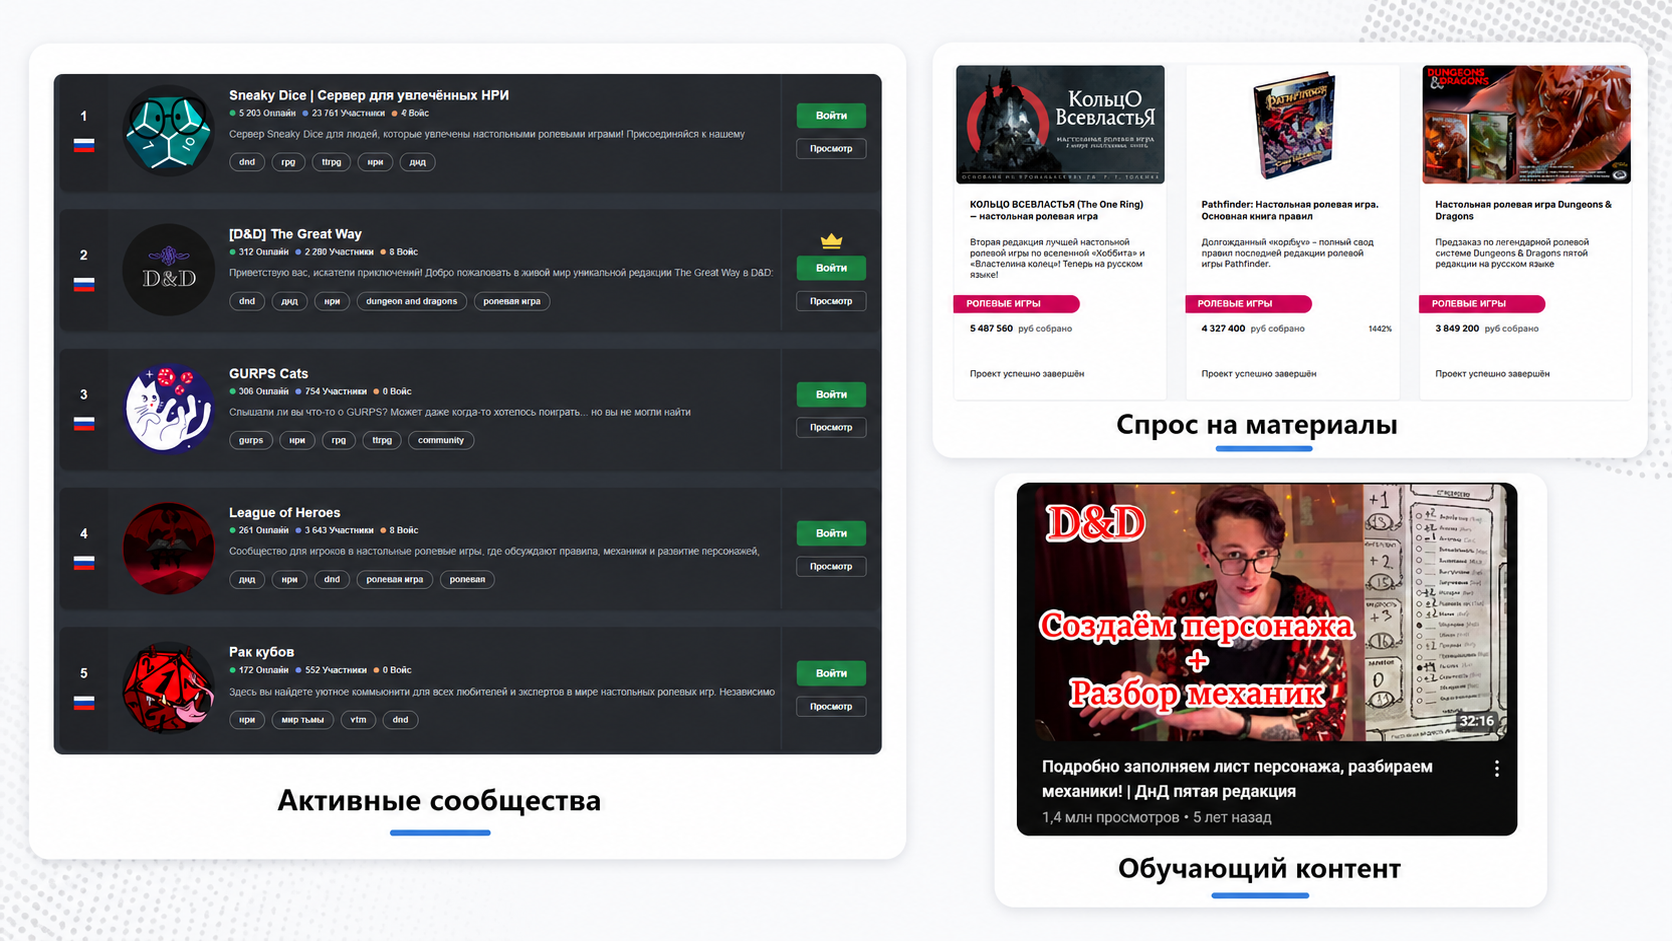 1
Sneaky Dice | Сервер для увлечённых НРИ
5 203 Онлайн 23 761 Участники Войс
Сервер Sneaky Dice для людей, которые увлечены настольными ролевыми играми! Присоединяйся к нашему
dnd rpg ttrpg нри днд
Войти
Просмотр
2
D&D
[D&D] The Great Way
312 Онлайн 2 280 Участники 8 Войс
Приветствую вас, искатели приключений! Добро пожаловать в живой мир уникальной редакции The Great Way в D&D:
dnd днд нри dungeon and dragons ролевая игра
Войти
Просмотр
3
GURPS Cats
306 Онлайн 754 Участники 0 Войс
Слышали ли вы что-то о GURPS? Может даже когда-то хотелось поиграть... но вы не могли найти
gurps нри rpg ttrpg community
Войти
Просмотр
4
League of Heroes
261 Онлайн 3 643 Участники 8 Войс
Сообщество для игроков в настольные ролевые игры, где обсуждают правила, механики и развитие персонажей,
днд нри dnd ролевая игра ролевая
Войти
Просмотр
5
Рак кубов
172 Онлайн 552 Участники 0 Войс
Здесь вы найдете уютное коммьюнити для всех любителей и экспертов в мире настольных ролевых игр. Независимо
нри мир тьмы vtm dnd
Войти
Просмотр
Активные сообщества
КольцО
ВсевластьЯ
НАСТОЛЬНАЯ РОЛЕВАЯ ИГРА
КОЛЬЦО ВСЕВЛАСТЬЯ (The One Ring)
– настольная ролевая игра
Вторая редакция лучшей настольной
ролевой игры по вселенной «Хоббита» и
«Властелина колец»! Теперь на русском
языке!
РОЛЕВЫЕ ИГРЫ
5 487 560 руб собрано
Проект успешно завершён
PATHFINDER
Pathfinder: Настольная ролевая игра.
Основная книга правил
Долгожданный «корбук» – полный свод
правил последней редакции ролевой
игры Pathfinder.
РОЛЕВЫЕ ИГРЫ
4 327 400 руб собрано 1442%
Проект успешно завершён
DUNGEONS
& DRAGONS
Настольная ролевая игра Dungeons &
Dragons
Предзаказ по легендарной ролевой
системе Dungeons & Dragons пятой
редакции на русском языке
РОЛЕВЫЕ ИГРЫ
3 849 200 руб собрано
Проект успешно завершён
Спрос на материалы
D&D
Создаём персонажа
+
Разбор механик
+1
13
+2
15
+3
16
0
32:16
Подробно заполняем лист персонажа, разбираем
механики! | ДнД пятая редакция
1,4 млн просмотров • 5 лет назад
Обучающий контент